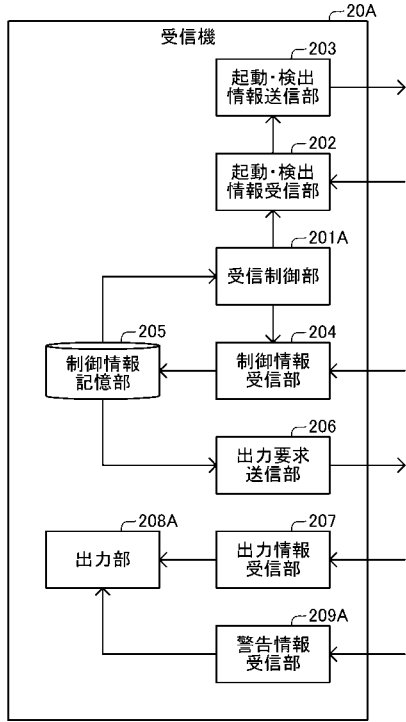 20A
受信機
203
起動・検出
情報送信部
202
起動・検出
情報受信部
201A
受信制御部
205
制御情報
記憶部
204
制御情報
受信部
206
出力要求
送信部
208A
出力部
207
出力情報
受信部
209A
警告情報
受信部